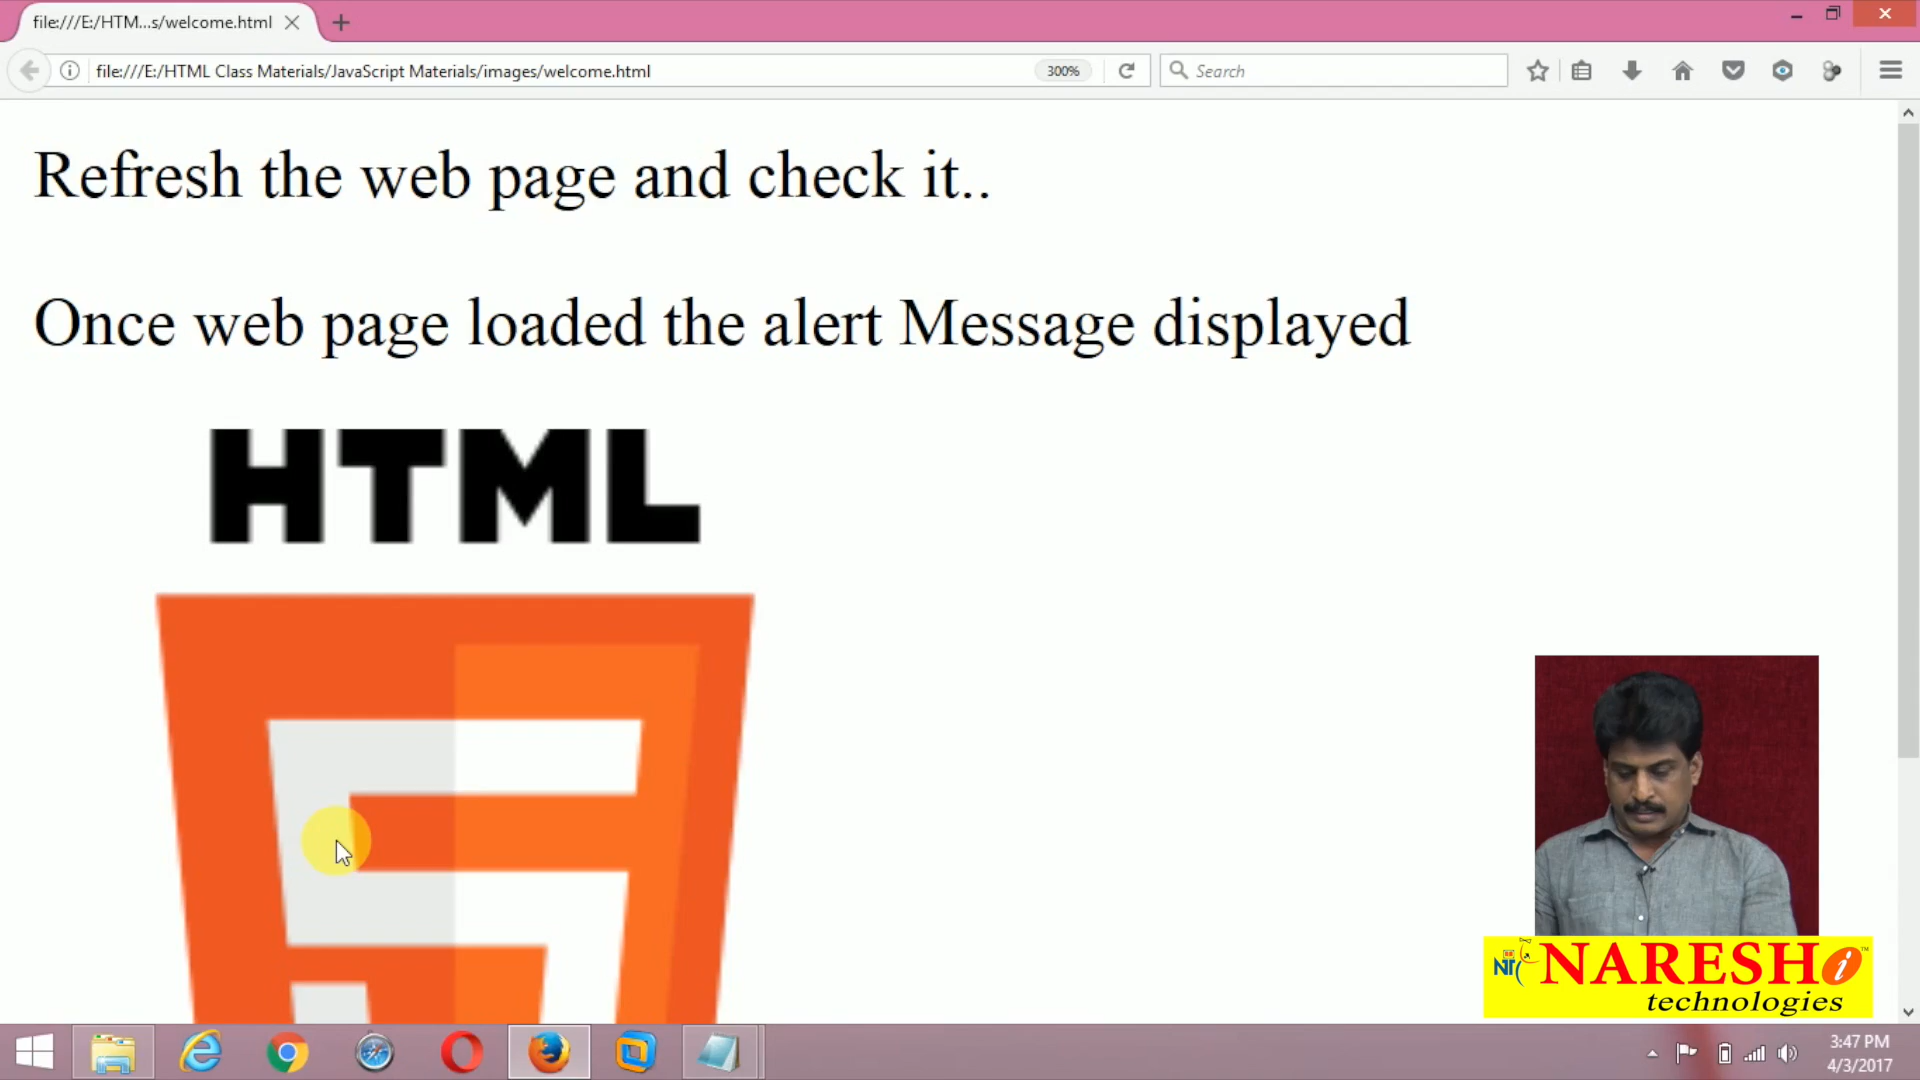 file:///E:/HTM...s/welcome.html
file:///E:/HTML Class Materials/JavaScript Materials/images/welcome.html
300%
Search
Refresh the web page and check it..
Once web page loaded the alert Message displayed
HTML
NARESH i ™
technologies
3:47 PM
4/3/2017